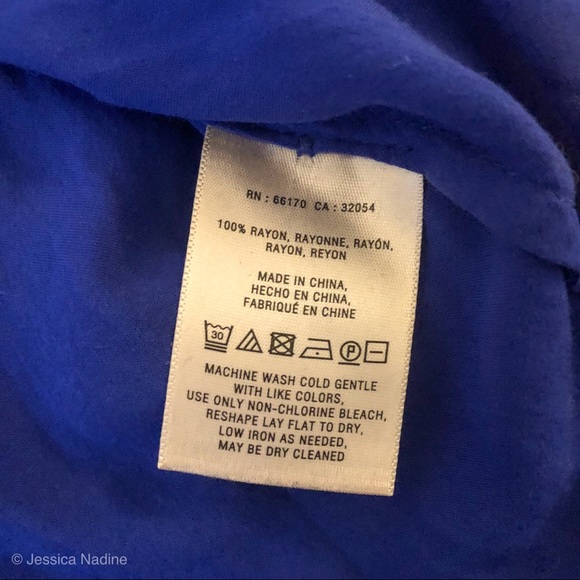 RN : 66170 CA : 32054
100% RAYON, RAYONNE, RAYÓN,
RAYON, REYON
MADE IN CHINA,
HECHO EN CHINA,
FABRIQUÉ EN CHINE
30 P
MACHINE WASH COLD GENTLE
WITH LIKE COLORS,
USE ONLY NON-CHLORINE BLEACH,
RESHAPE LAY FLAT TO DRY,
LOW IRON AS NEEDED,
MAY BE DRY CLEANED
© Jessica Nadine